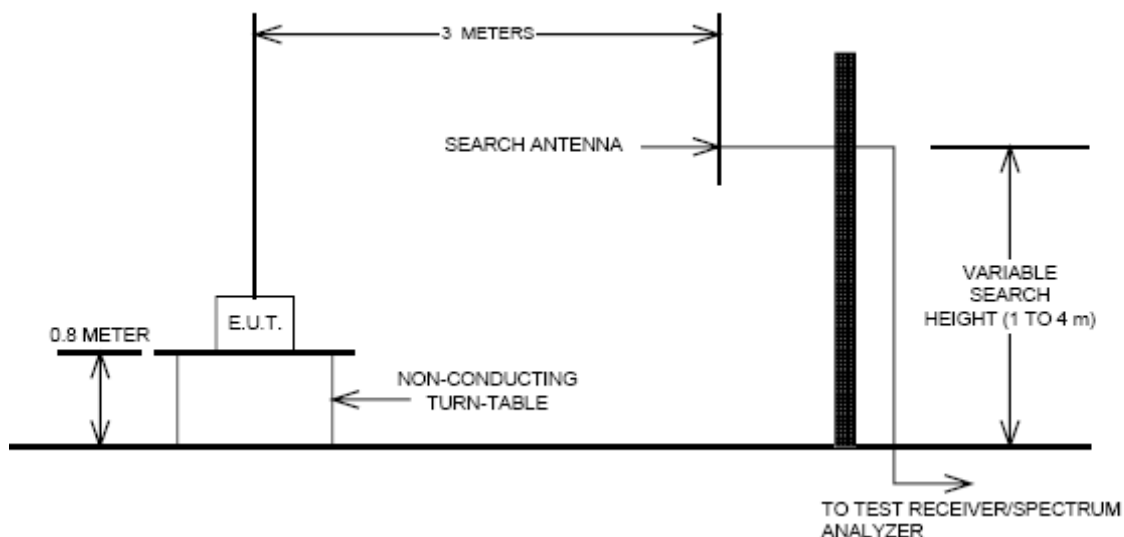 3 METERS
SEARCH ANTENNA
E.U.T.
0.8 METER
NON-CONDUCTING
TURN-TABLE
VARIABLE
SEARCH
HEIGHT (1 TO 4 m)
TO TEST RECEIVER/SPECTRUM
ANALYZER